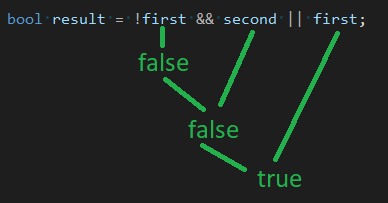 bool result = !first && second || first;
false
false
true